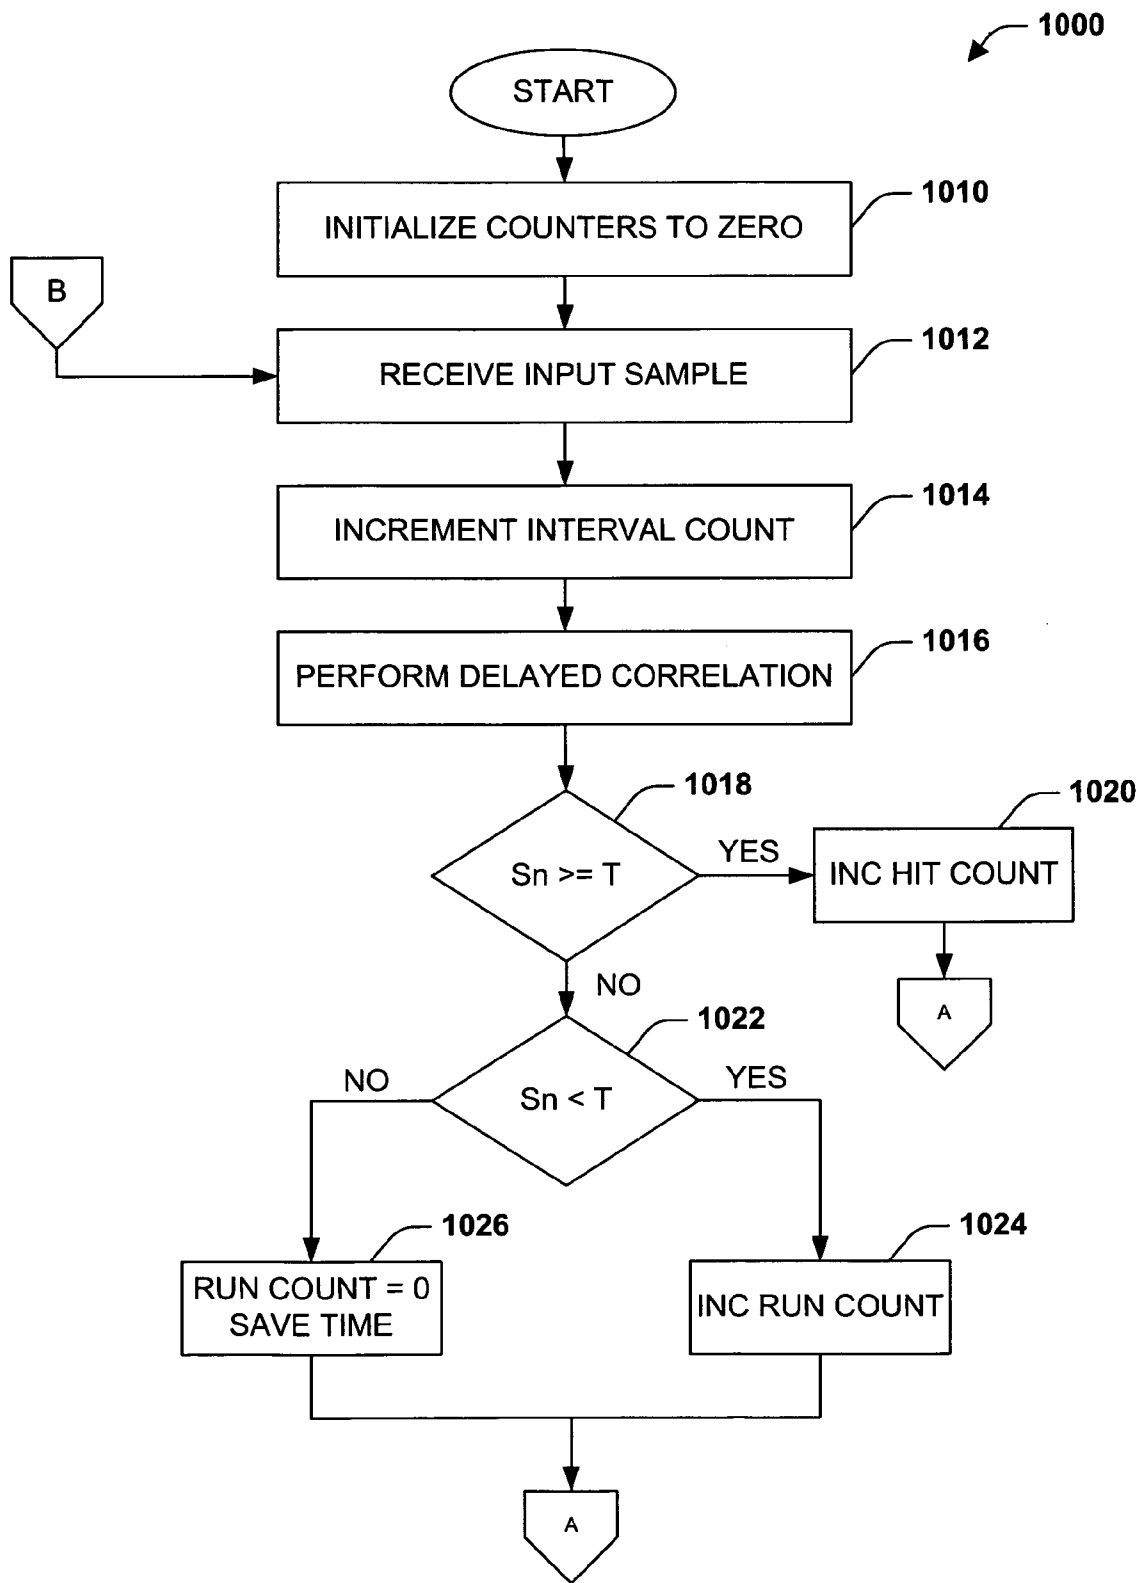 1000
START
INITIALIZE COUNTERS TO ZERO
1010
B
RECEIVE INPUT SAMPLE
1012
INCREMENT INTERVAL COUNT
1014
PERFORM DELAYED CORRELATION
1016
1018
Sn >= T
YES
1020
INC HIT COUNT
A
NO
1022
Sn < T
NO
YES
1026
RUN COUNT = 0
SAVE TIME
1024
INC RUN COUNT
A